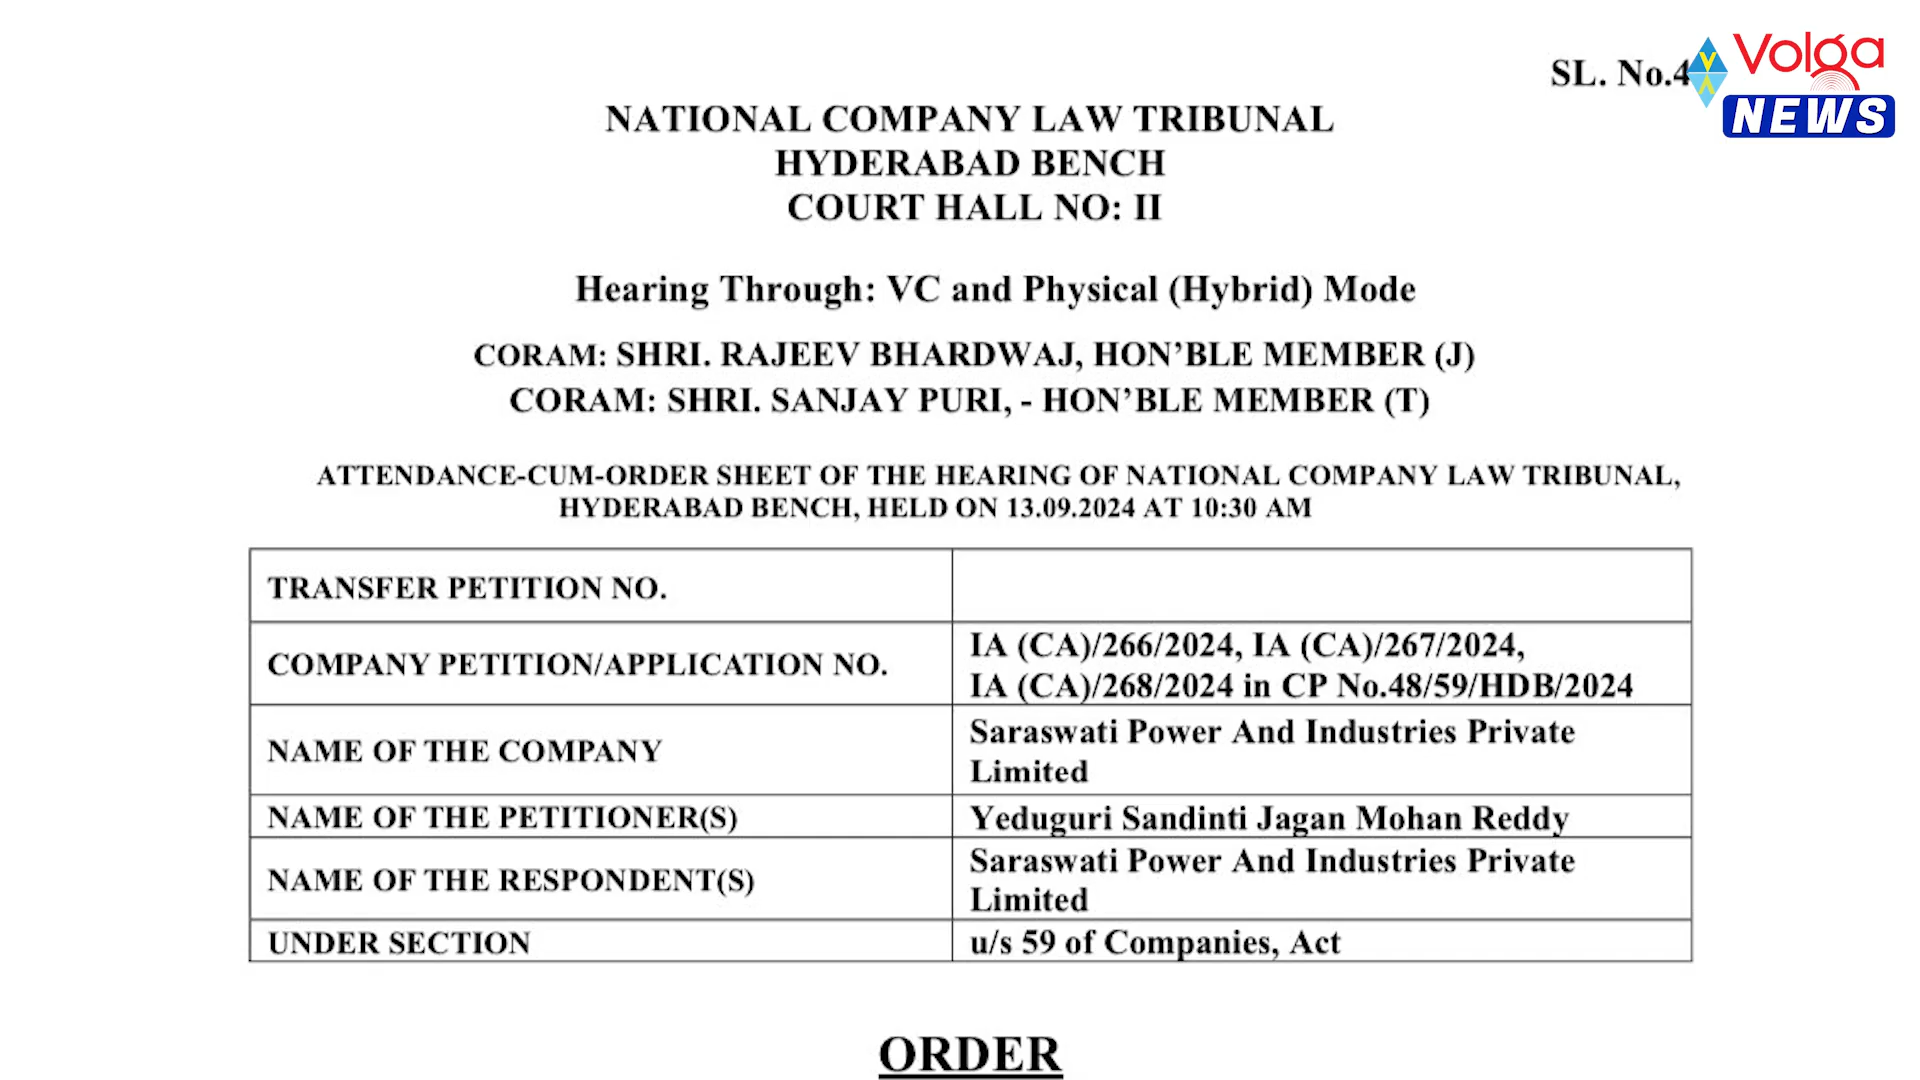 SL. No.4
Volga
NEWS
NATIONAL COMPANY LAW TRIBUNAL
HYDERABAD BENCH
COURT HALL NO: II
Hearing Through: VC and Physical (Hybrid) Mode
CORAM: SHRI. RAJEEV BHARDWAJ, HON’BLE MEMBER (J)
CORAM: SHRI. SANJAY PURI, - HON’BLE MEMBER (T)
ATTENDANCE-CUM-ORDER SHEET OF THE HEARING OF NATIONAL COMPANY LAW TRIBUNAL,
HYDERABAD BENCH, HELD ON 13.09.2024 AT 10:30 AM
TRANSFER PETITION NO.
COMPANY PETITION/APPLICATION NO.
IA (CA)/266/2024, IA (CA)/267/2024,
IA (CA)/268/2024 in CP No.48/59/HDB/2024
NAME OF THE COMPANY
Saraswati Power And Industries Private
Limited
NAME OF THE PETITIONER(S)
Yeduguri Sandinti Jagan Mohan Reddy
NAME OF THE RESPONDENT(S)
Saraswati Power And Industries Private
Limited
UNDER SECTION
u/s 59 of Companies, Act
ORDER